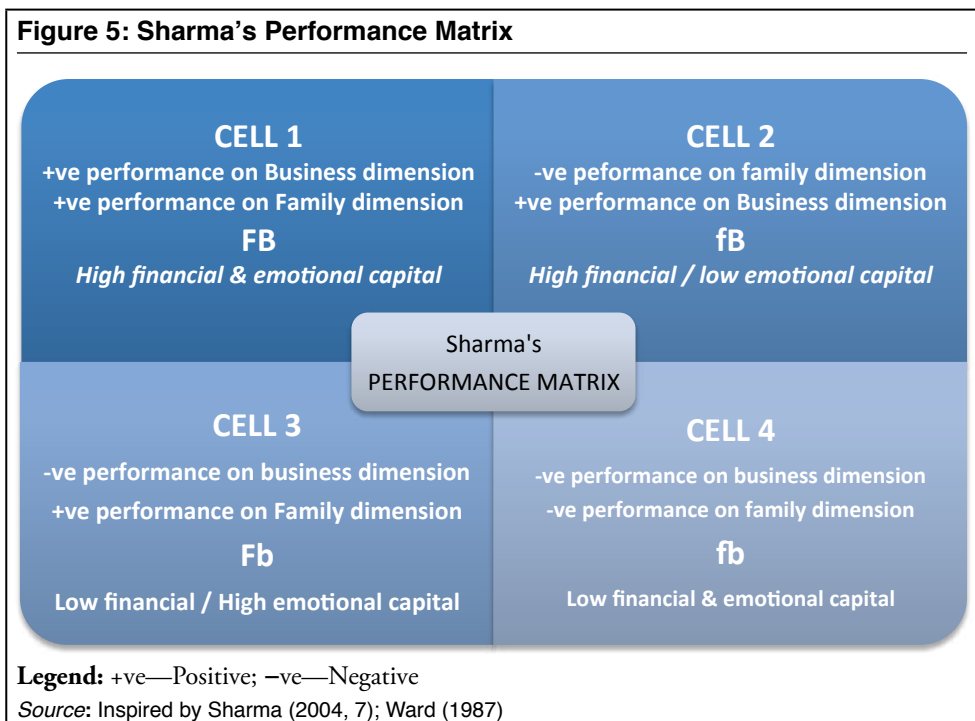 Figure 5: Sharma's Performance Matrix
CELL 1
+ve performance on Business dimension
+ve performance on Family dimension
FB
High financial & emotional capital
CELL 2
-ve peformance on family dimension
+ve performance on Business dimension
fB
High financial / low emotional capital
Sharma's
PERFORMANCE MATRIX
CELL 3
-ve performance on business dimension
+ve performance on Family dimension
Fb
Low financial / High emotional capital
CELL 4
-ve performance on business dimension
-ve performance on family dimension
fb
Low financial & emotional capital
Legend: +ve—Positive; −ve—Negative
Source: Inspired by Sharma (2004, 7); Ward (1987)